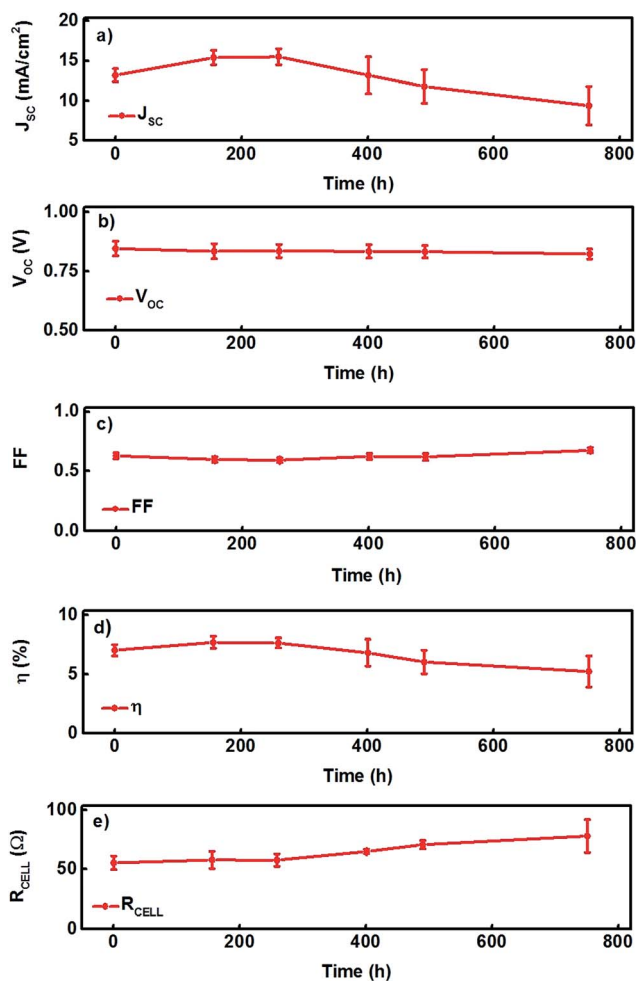 a)
J_SC (mA/cm²)
20
15
10
5
J_SC
0 200 400 600 800
Time (h)
b)
V_OC (V)
1.00
0.75
0.50
V_OC
0 200 400 600 800
Time (h)
c)
FF
1.0
0.5
0.0
FF
0 200 400 600 800
Time (h)
d)
η (%)
10
5
0
η
0 200 400 600 800
Time (h)
e)
R_CELL (Ω)
100
50
0
R_CELL
0 200 400 600 800
Time (h)